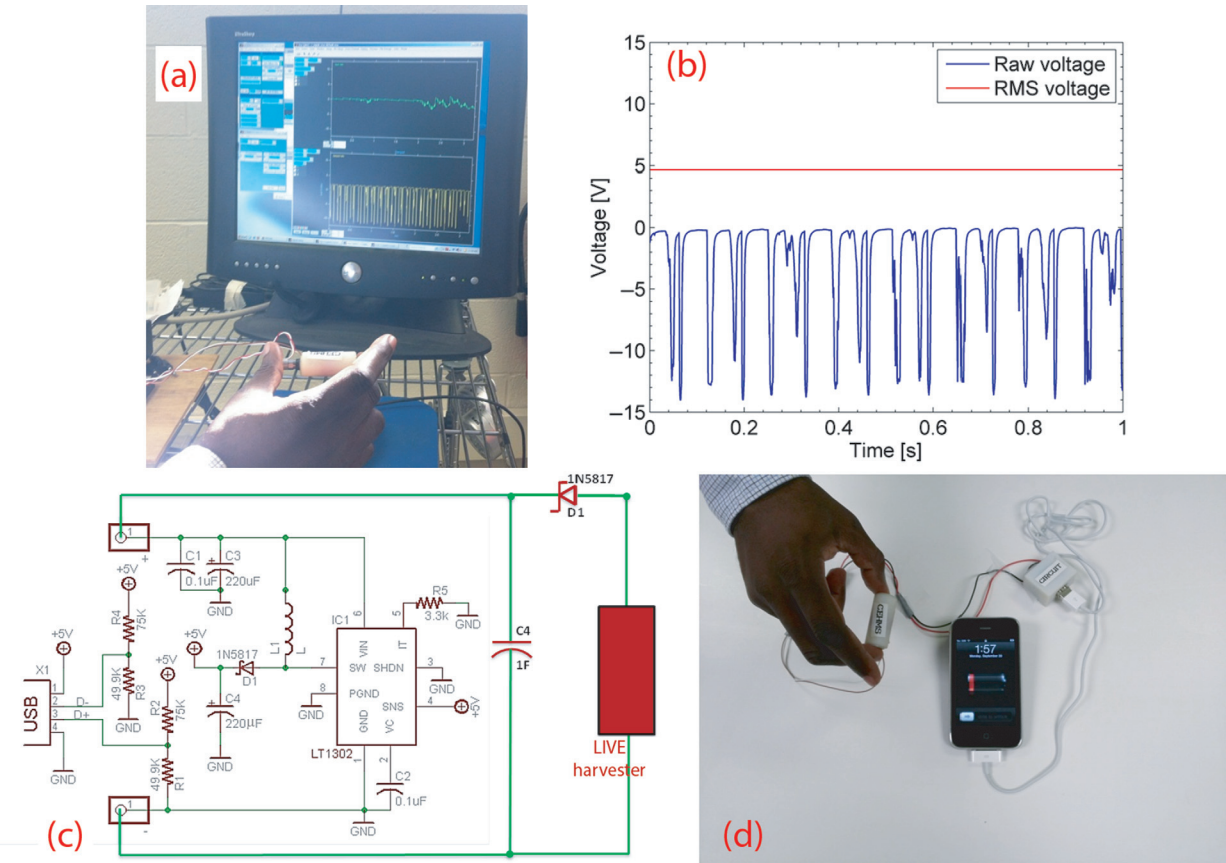 (a)
(b)
15
10
5
0
−5
−10
−15
Voltage [V]
Raw voltage
RMS voltage
0
0.2
0.4
0.6
0.8
1
Time [s]
1N5817
D1
1
+
C1
0.1uF
C3
220uF
GND
+5V
R4
75K
+5V
49.9K
R3
GND
X1
USB
1
2
3
4
D-
D+
GND
+5V
R2
75K
49.9K
R1
+5V
1N5817
D1
C4
220µF
GND
L1
L
IC1
6
5
R5
3.3k
GND
VIN
IT
7
SW
SHDN
3
GND
8
PGND
GND
SNS
4
+5V
GND
VC
LT1302
1
2
C2
0.1uF
GND
1
-
C4
1F
LIVE
harvester
(c)
CEHMS
1:57
(d)